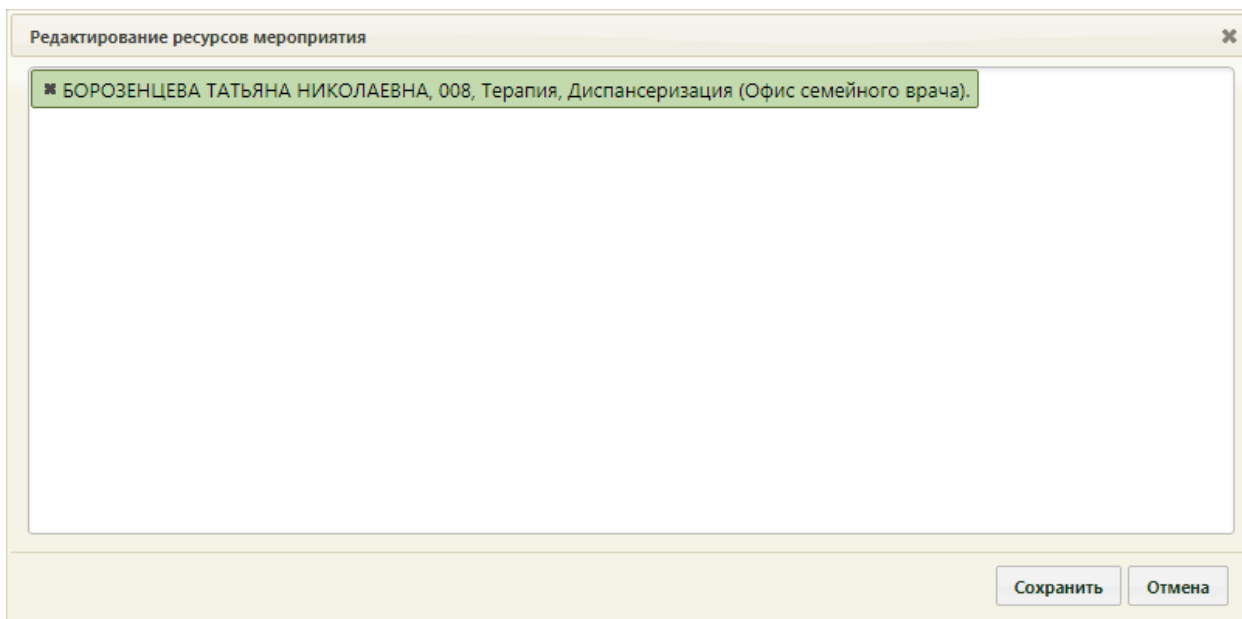 Редактирование ресурсов мероприятия
БОРОЗЕНЦЕВА ТАТЬЯНА НИКОЛАЕВНА, 008, Терапия, Диспансеризация (Офис семейного врача).
Сохранить Отмена